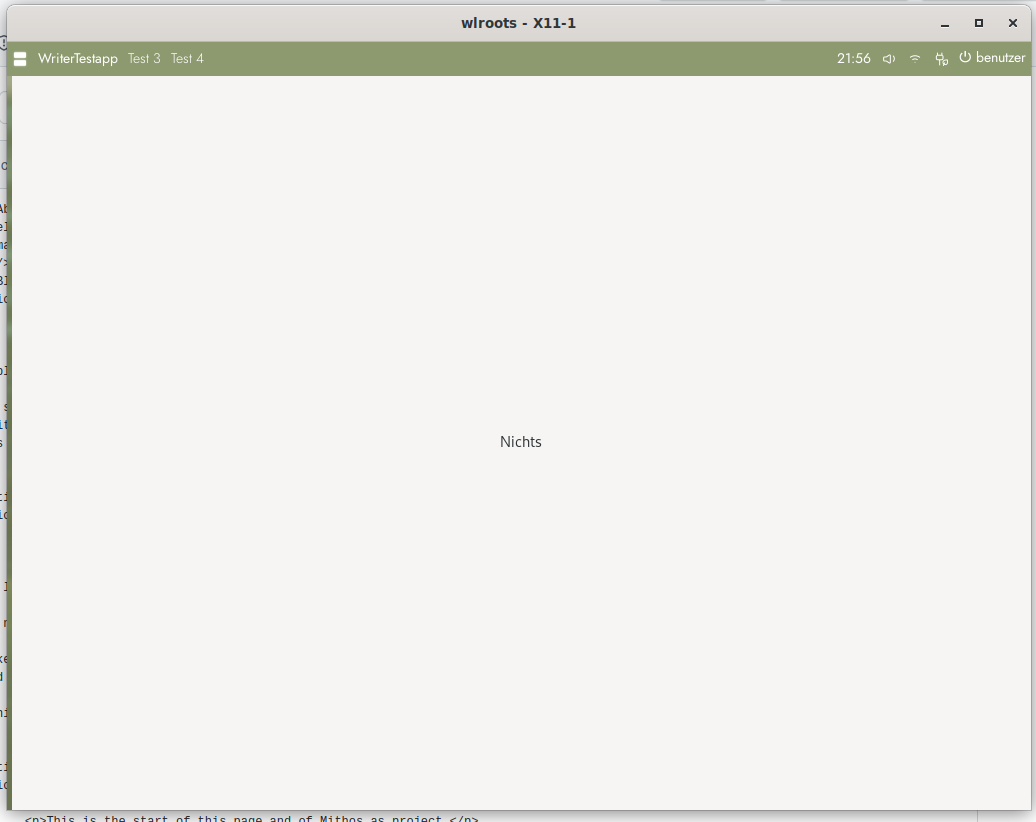 wlroots - X11-1
WriterTestapp Test 3 Test 4 21:56 benutzer
Nichts
<p>This is the start of this page and of Mithos as project.</p>